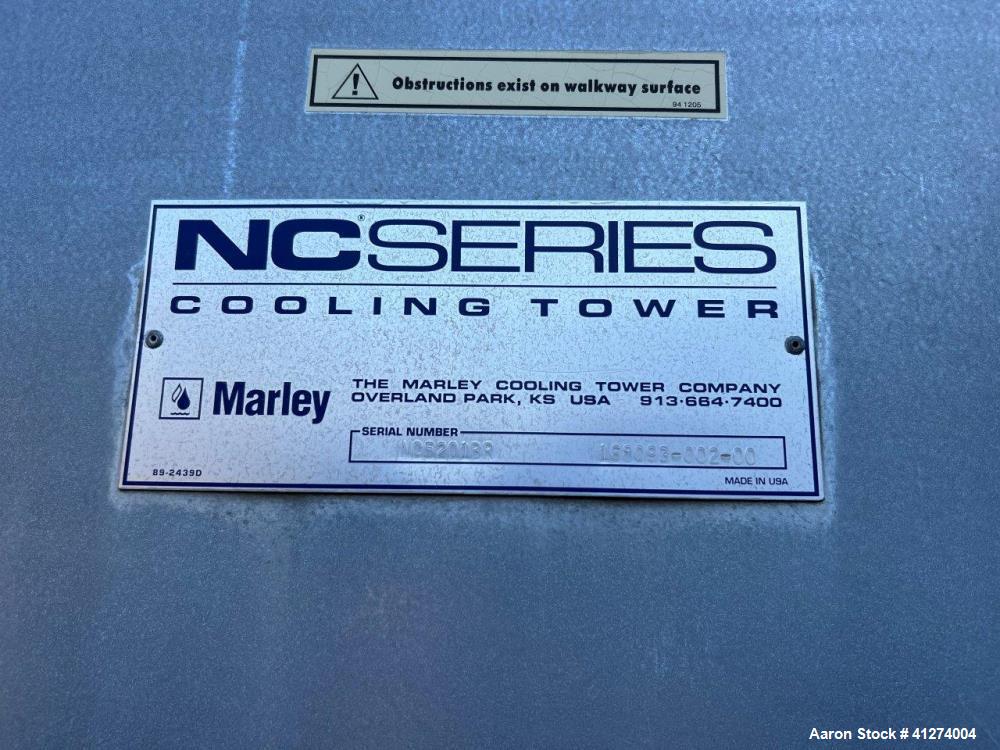 Obstructions exist on walkway surface
94 1205
NC®SERIES
COOLING TOWER
Marley
THE MARLEY COOLING TOWER COMPANY
OVERLAND PARK, KS USA 913·664·7400
SERIAL NUMBER
89-2439D
MADE IN USA
Aaron Stock # 41274004